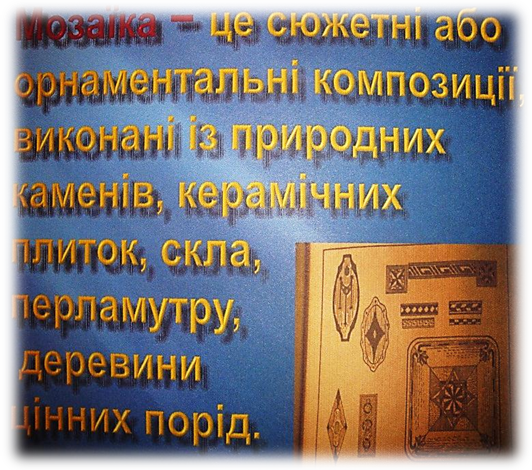 Мозаїка – це сюжетні або
орнаментальні композиції,
виконані із природних
каменів, керамічних
плиток, скла,
перламутру,
деревини
цінних порід.